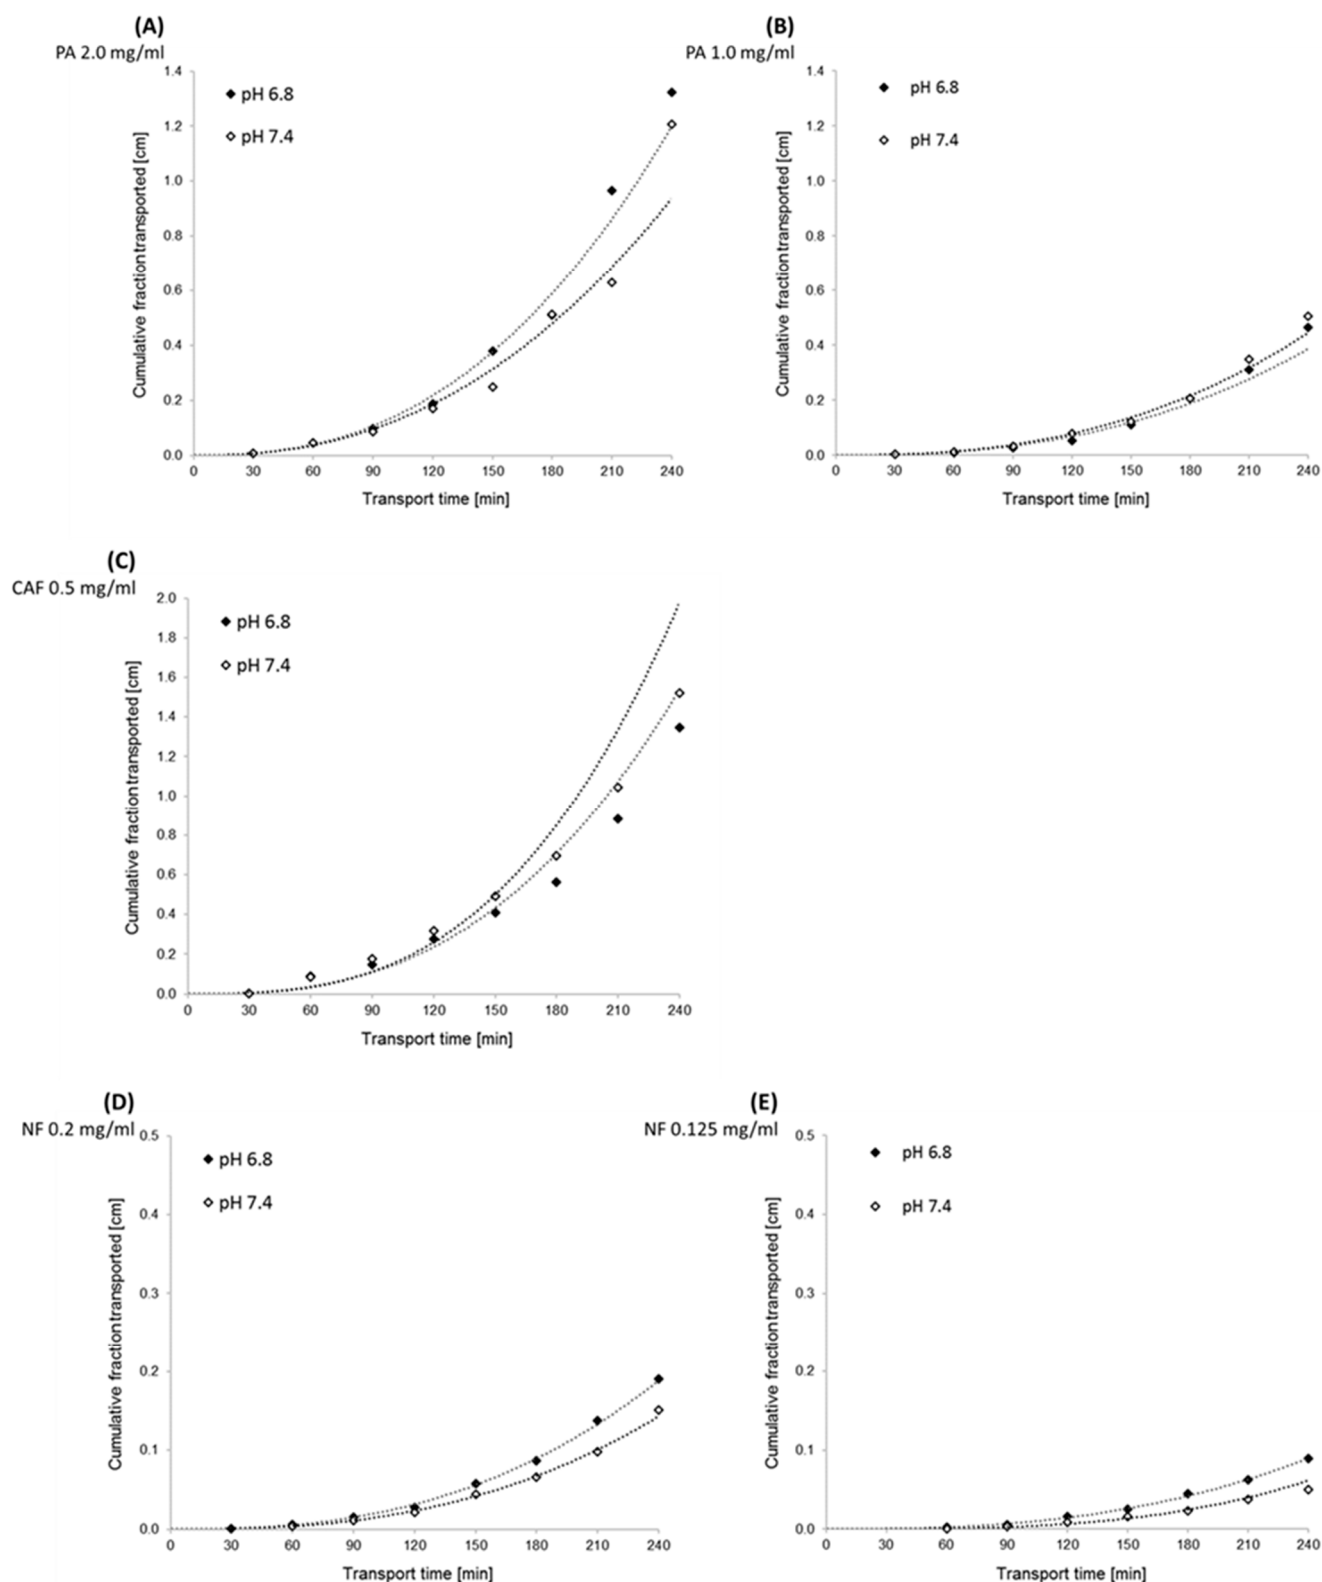 (A)
PA 2.0 mg/ml
1.4
1.2
1.0
0.8
0.6
0.4
0.2
0.0
Cumulative fractiontransported [cm]
pH 6.8
pH 7.4
0 30 60 90 120 150 180 210 240
Transport time [min]
(B)
PA 1.0 mg/ml
1.4
1.2
1.0
0.8
0.6
0.4
0.2
0.0
Cumulative fractiontransported [cm]
pH 6.8
pH 7.4
0 30 60 90 120 150 180 210 240
Transport time [min]
(C)
CAF 0.5 mg/ml
2.0
1.8
1.6
1.4
1.2
1.0
0.8
0.6
0.4
0.2
0.0
Cumulative fractiontransported [cm]
pH 6.8
pH 7.4
0 30 60 90 120 150 180 210 240
Transport time [min]
(D)
NF 0.2 mg/ml
0.5
0.4
0.3
0.2
0.1
0.0
Cumulative fractiontransported [cm]
pH 6.8
pH 7.4
0 30 60 90 120 150 180 210 240
Transport time [min]
(E)
NF 0.125 mg/ml
0.5
0.4
0.3
0.2
0.1
0.0
Cumulative fractiontransported [cm]
pH 6.8
pH 7.4
0 30 60 90 120 150 180 210 240
Transport time [min]